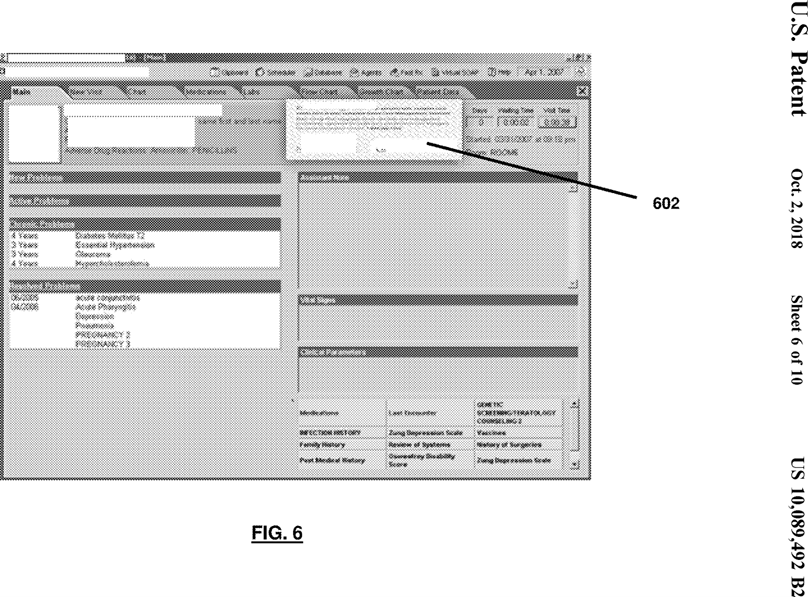 U.S. Patent
Oct. 2, 2018
Sheet 6 of 10
US 10,089,492 B2
[Main]
Clipboard Scheduler Database Agents Fast Rx Virtual SOAP Help Apr 1, 2007
Main New Visit Chart Medications Labs Flow Chart Growth Chart Patient Data
same first and last name
Adverse Drug Reactions: Amoxicillin, PENICILLINS
Days Waiting Time Visit Time
0 0:00:02 0:00:38
Started: 03/31/2007 at 09:18 pm
Room: ROOME
602
New Problems
Active Problems
Chronic Problems
4 Years Diabetes Mellitus T2
3 Years Essential Hypertension
3 Years Glaucoma
4 Years Hypercholesterolemia
Resolved Problems
06/2005 acute conjunctivitis
04/2006 Acute Pharyngitis
Depression
Pneumonia
PREGNANCY 2
PREGNANCY 3
Assistant Note
Vital Signs
Clinical Parameters
Medications Last Encounter GENETIC
SCREENING/TERATOLOGY
COUNSELING 2
INFECTION HISTORY Zung Depression Scale Vaccines
Family History Review of Systems History of Surgeries
Past Medical History Oswestry Disability
Score Zung Depression Scale
FIG. 6